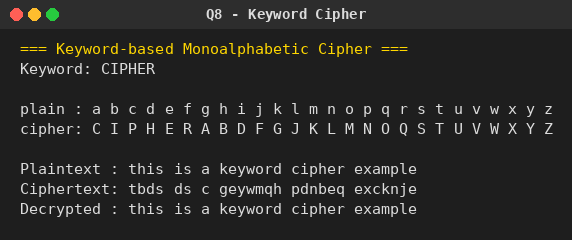 Q8 - Keyword Cipher
=== Keyword-based Monoalphabetic Cipher ===
Keyword: CIPHER
plain : a b c d e f g h i j k l m n o p q r s t u v w x y z
cipher: C I P H E R A B D F G J K L M N O Q S T U V W X Y Z
Plaintext : this is a keyword cipher example
Ciphertext: tbds ds c geywmqh pdnbeq excknje
Decrypted : this is a keyword cipher example